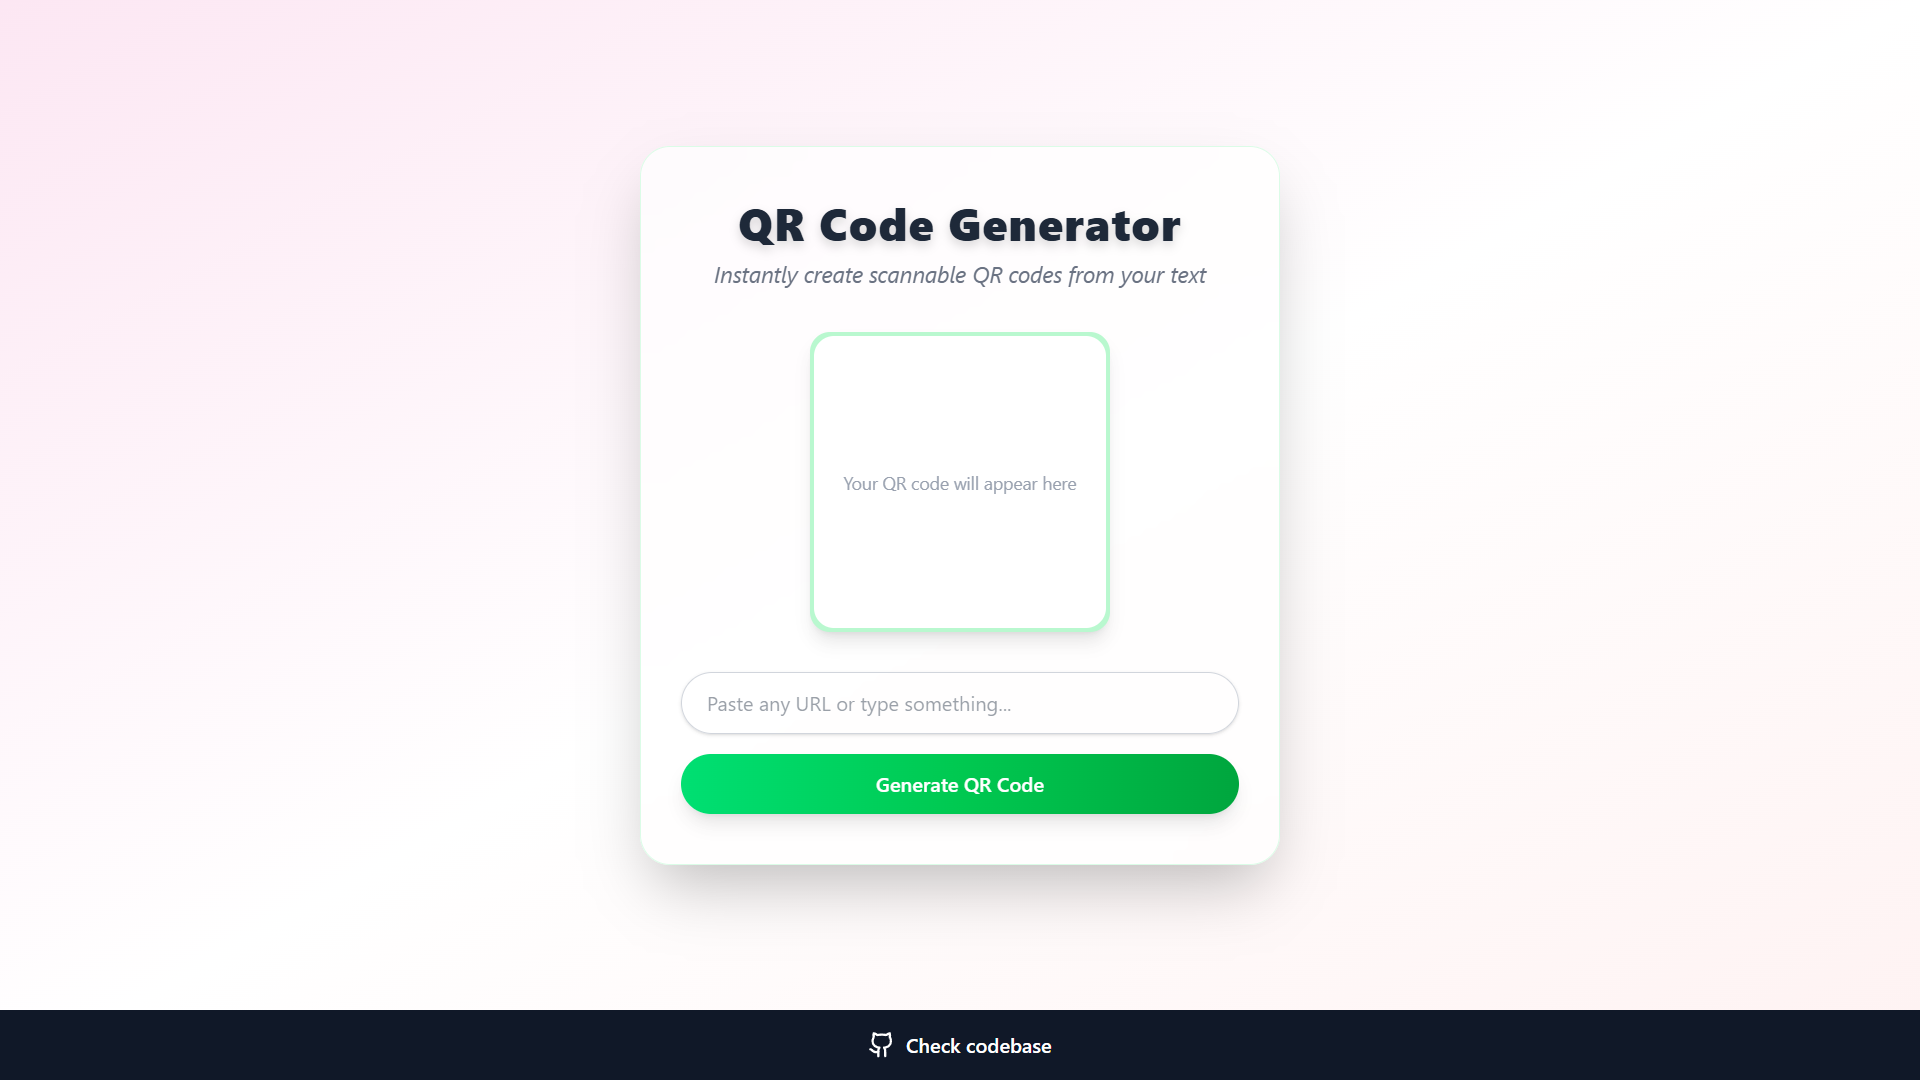 QR Code Generator
Instantly create scannable QR codes from your text
Your QR code will appear here
Paste any URL or type something...
Generate QR Code
Check codebase